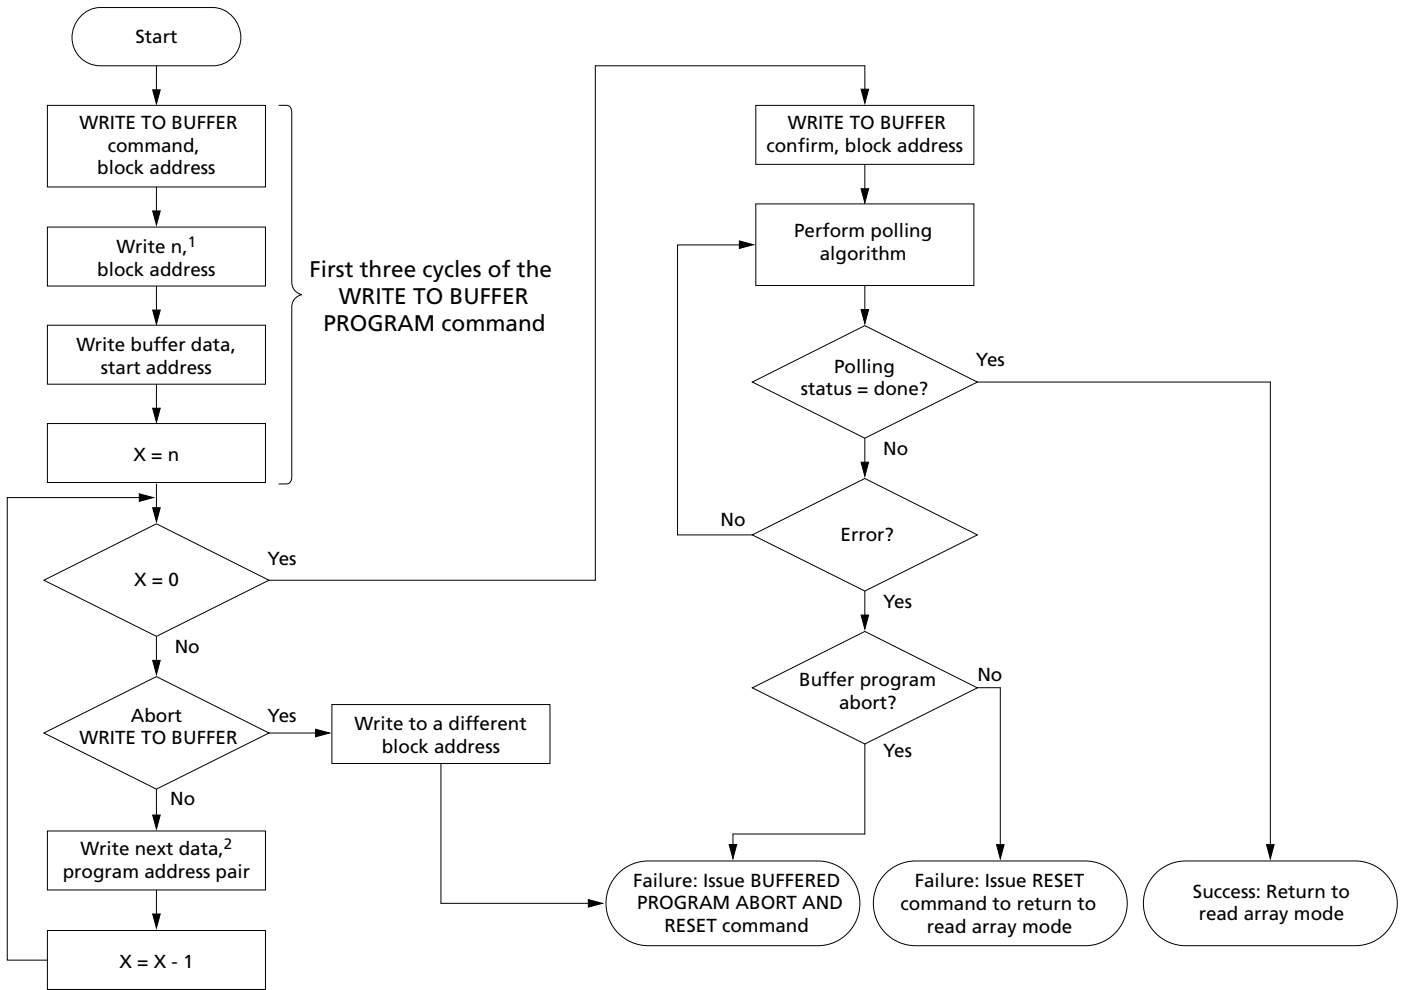 Start
WRITE TO BUFFER
command,
block address
Write n,1
block address
Write buffer data,
start address
X = n
First three cycles of the
WRITE TO BUFFER
PROGRAM command
X = 0
Yes
No
Abort
WRITE TO BUFFER
Yes
No
Write to a different
block address
Write next data,2
program address pair
X = X - 1
WRITE TO BUFFER
confirm, block address
Perform polling
algorithm
Polling
status = done?
Yes
No
Error?
No
Yes
Buffer program
abort?
No
Yes
Failure: Issue BUFFERED
PROGRAM ABORT AND
RESET command
Failure: Issue RESET
command to return to
read array mode
Success: Return to
read array mode